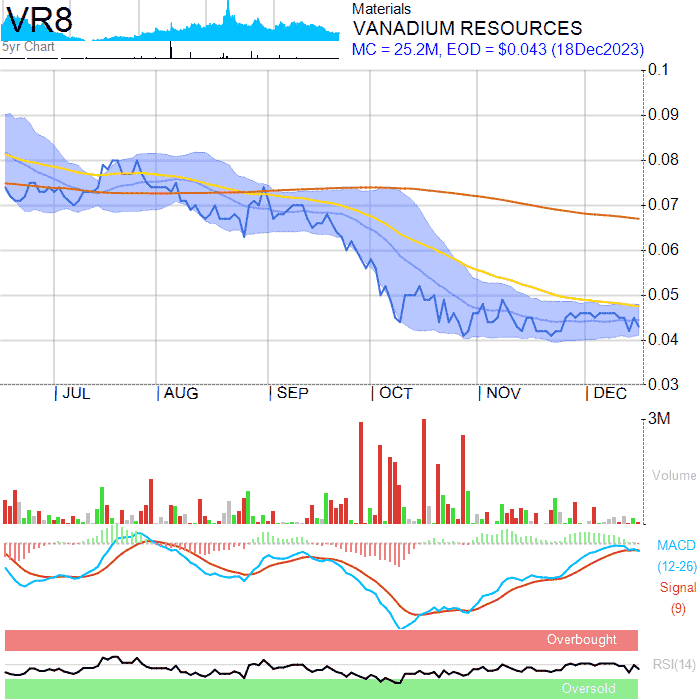 VR8
5yr Chart
Materials
VANADIUM RESOURCES
MC = 25.2M, EOD = $0.043 (18Dec2023)
0.1
0.09
0.08
0.07
0.06
0.05
0.04
0.03
JUL AUG SEP OCT NOV DEC
3M
Volume
MACD
(12-26)
Signal
(9)
Overbought
RSI(14)
Oversold